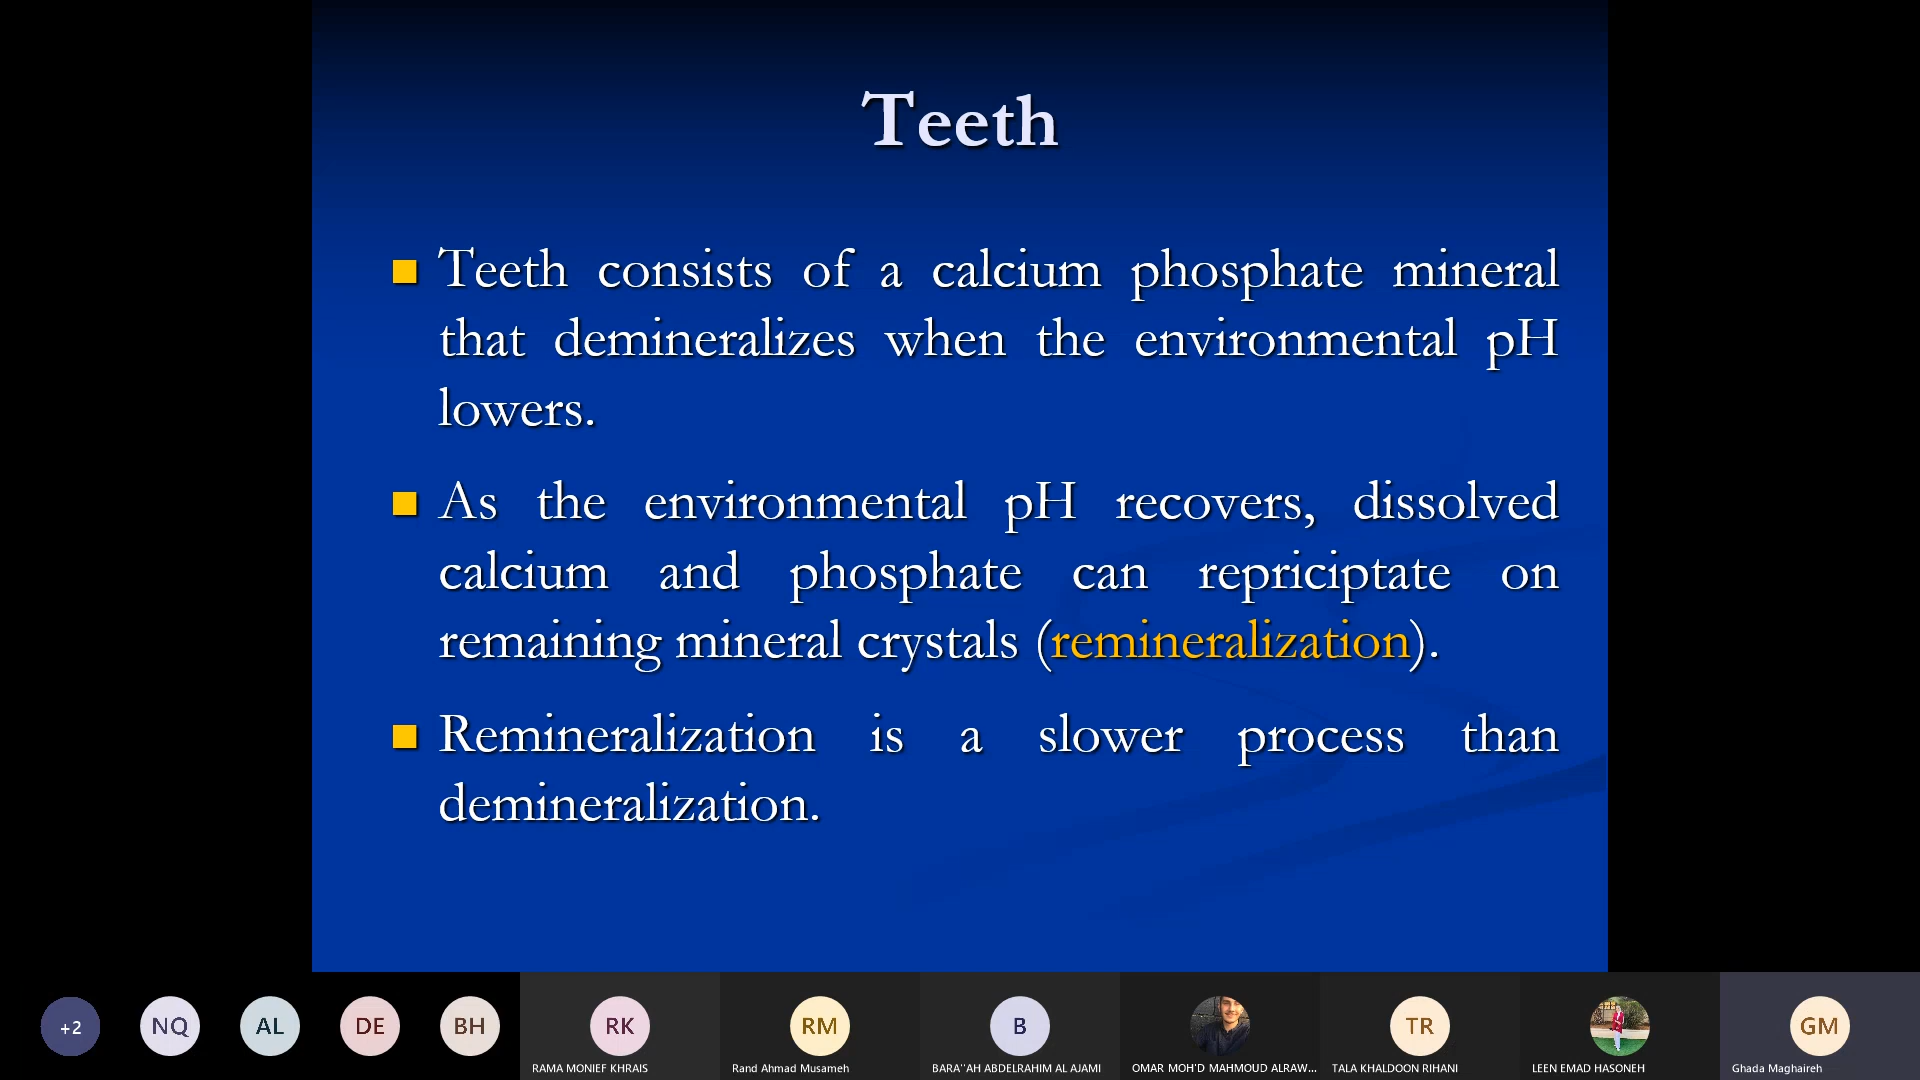 Teeth
Teeth consists of a calcium phosphate mineral
that demineralizes when the environmental pH
lowers.
As the environmental pH recovers, dissolved
calcium and phosphate can repriciptate on
remaining mineral crystals (remineralization).
Remineralization is a slower process than
demineralization.
+2
NQ
AL
DE
BH
RK
RM
B
TR
GM
RAMA MONIEF KHRAIS
Rand Ahmad Musameh
BARA''AH ABDELRAHIM AL AJAMI
OMAR MOH'D MAHMOUD ALRAW...
TALA KHALDOON RIHANI
LEEN EMAD HASONEH
Ghada Maghaireh